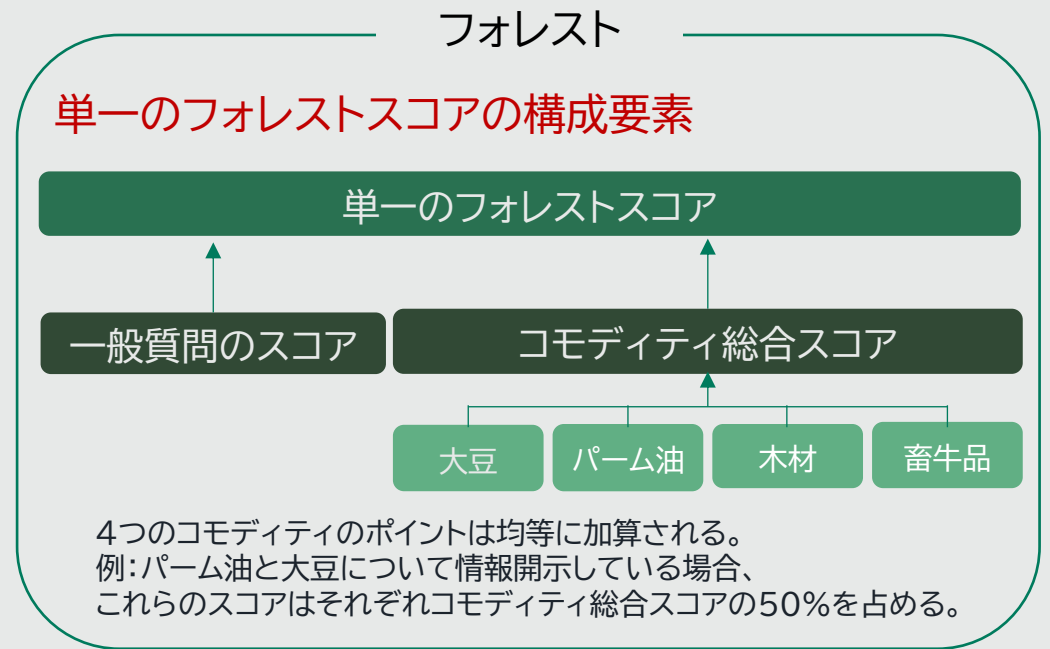 フォレスト
単一のフォレストスコアの構成要素
単一のフォレストスコア
一般質問のスコア
コモディティ総合スコア
大豆
パーム油
木材
畜牛品
4つのコモディティのポイントは均等に加算される。
例：パーム油と大豆について情報開示している場合、
これらのスコアはそれぞれコモディティ総合スコアの50%を占める。